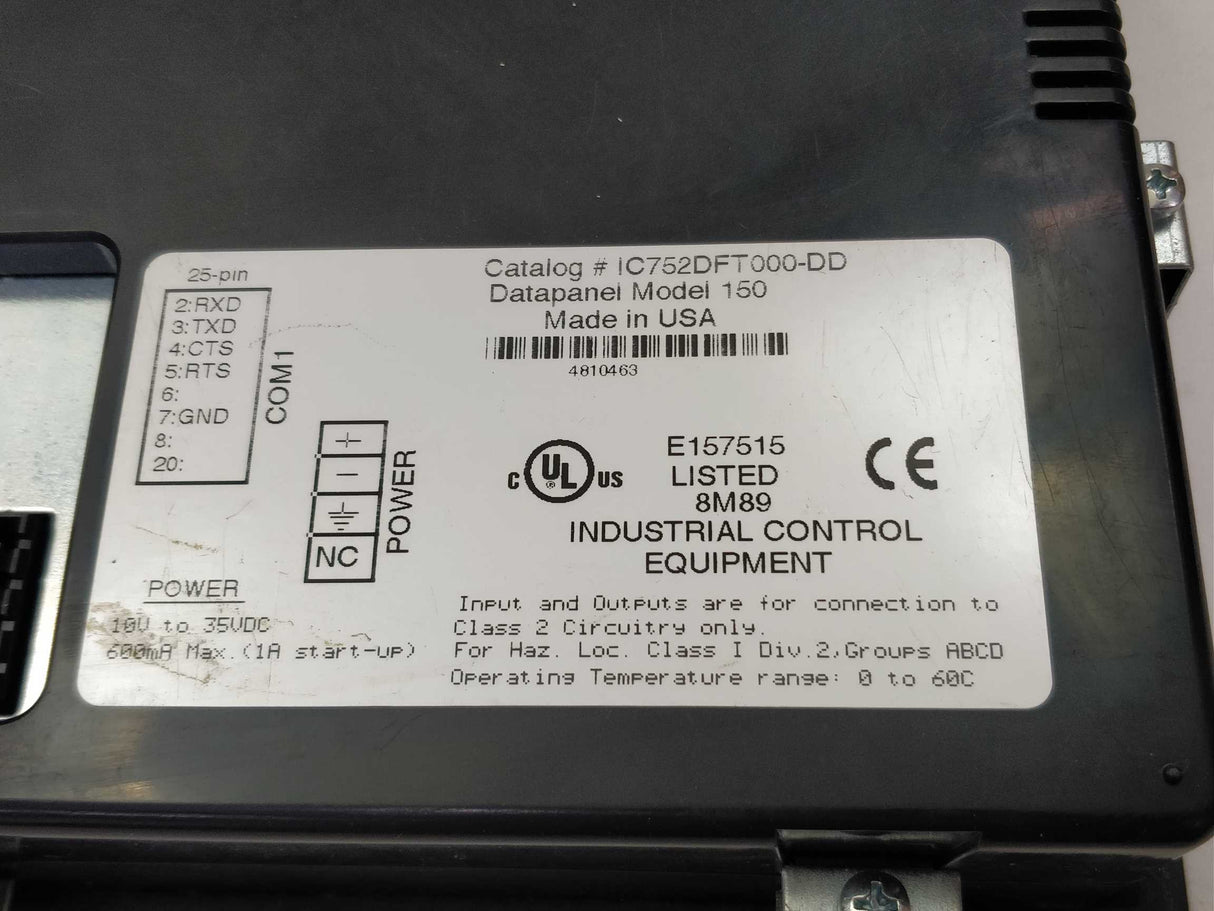 25-pin
2:RXD
3:TXD
4:CTS
5:RTS
6:
7:GND
8:
20:
COM1
+
−
NC
POWER
POWER
10V to 35VDC
600mA Max.(1A start-up)
Catalog # IC752DFT000-DD
Datapanel Model 150
Made in USA
4810463
C UL ® US
E157515
LISTED
8M89
CE
INDUSTRIAL CONTROL
EQUIPMENT
Input and Outputs are for connection to
Class 2 Circuitry only.
For Haz. Loc. Class I Div.2,Groups ABCD
Operating Temperature range: 0 to 60C